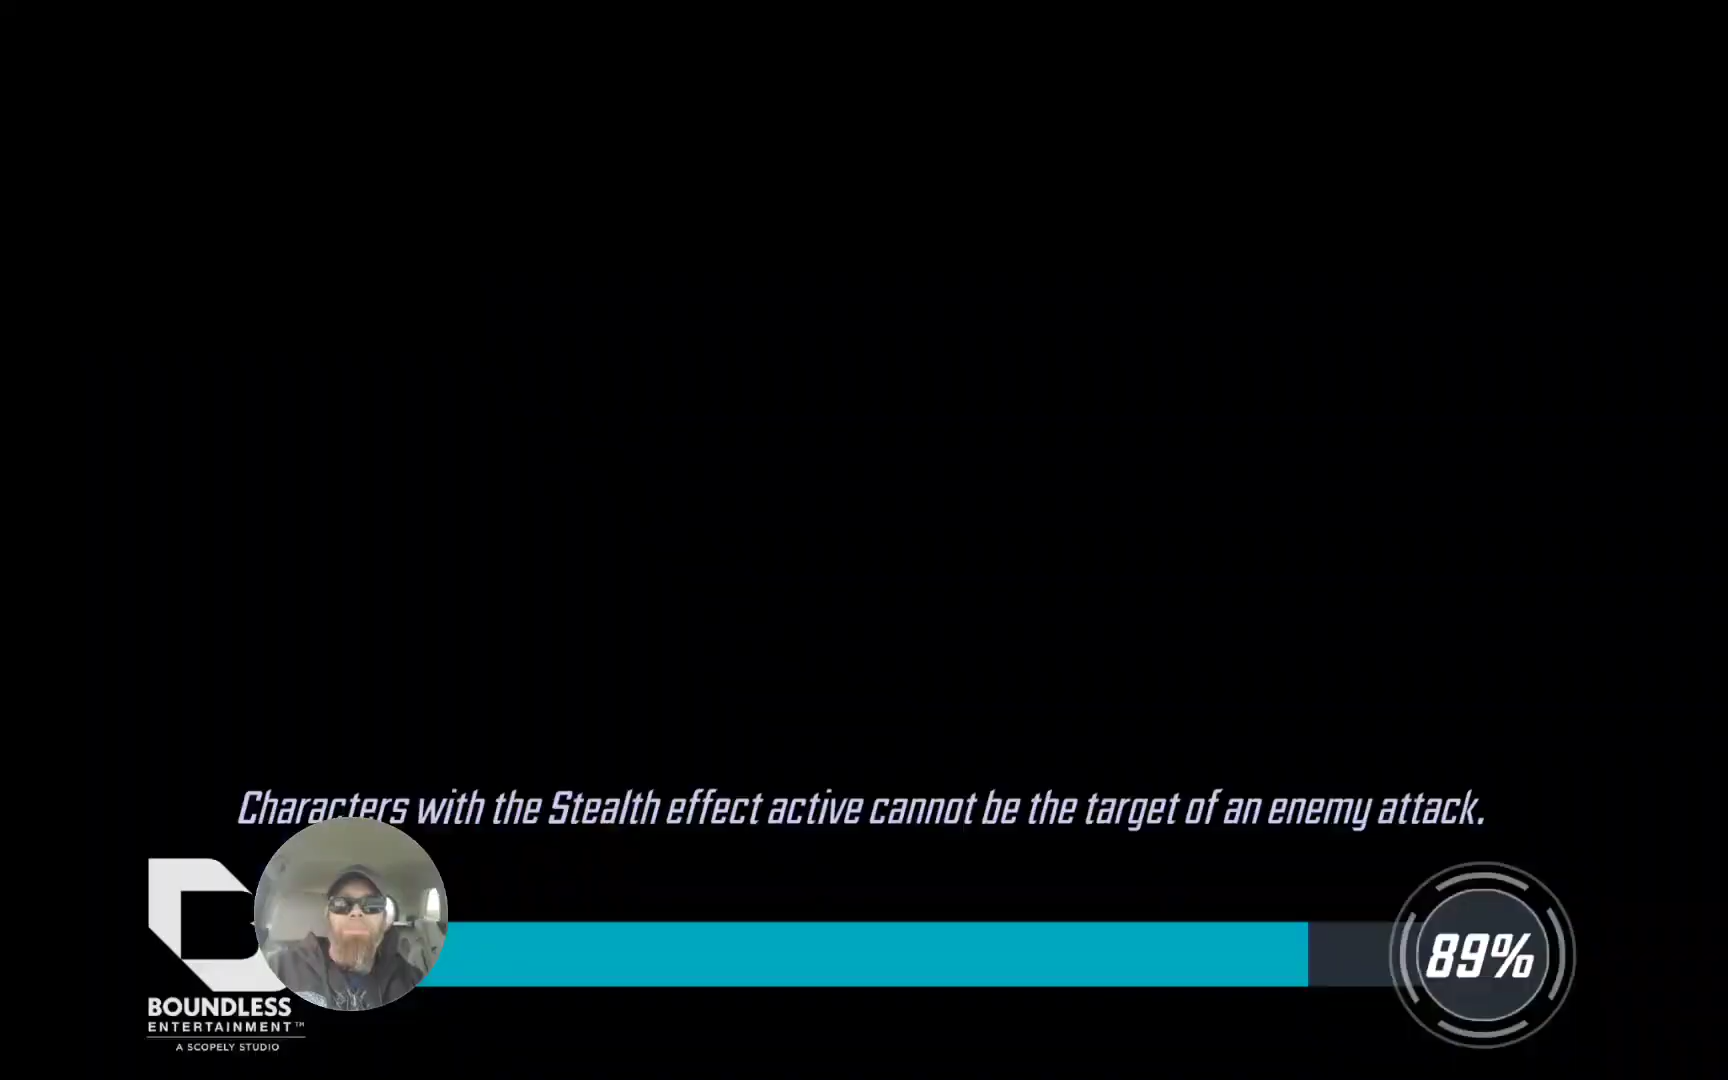 Characters with the Stealth effect active cannot be the target of an enemy attack.
89%
BOUNDLESS
ENTERTAINMENT™
A SCOPELY STUDIO